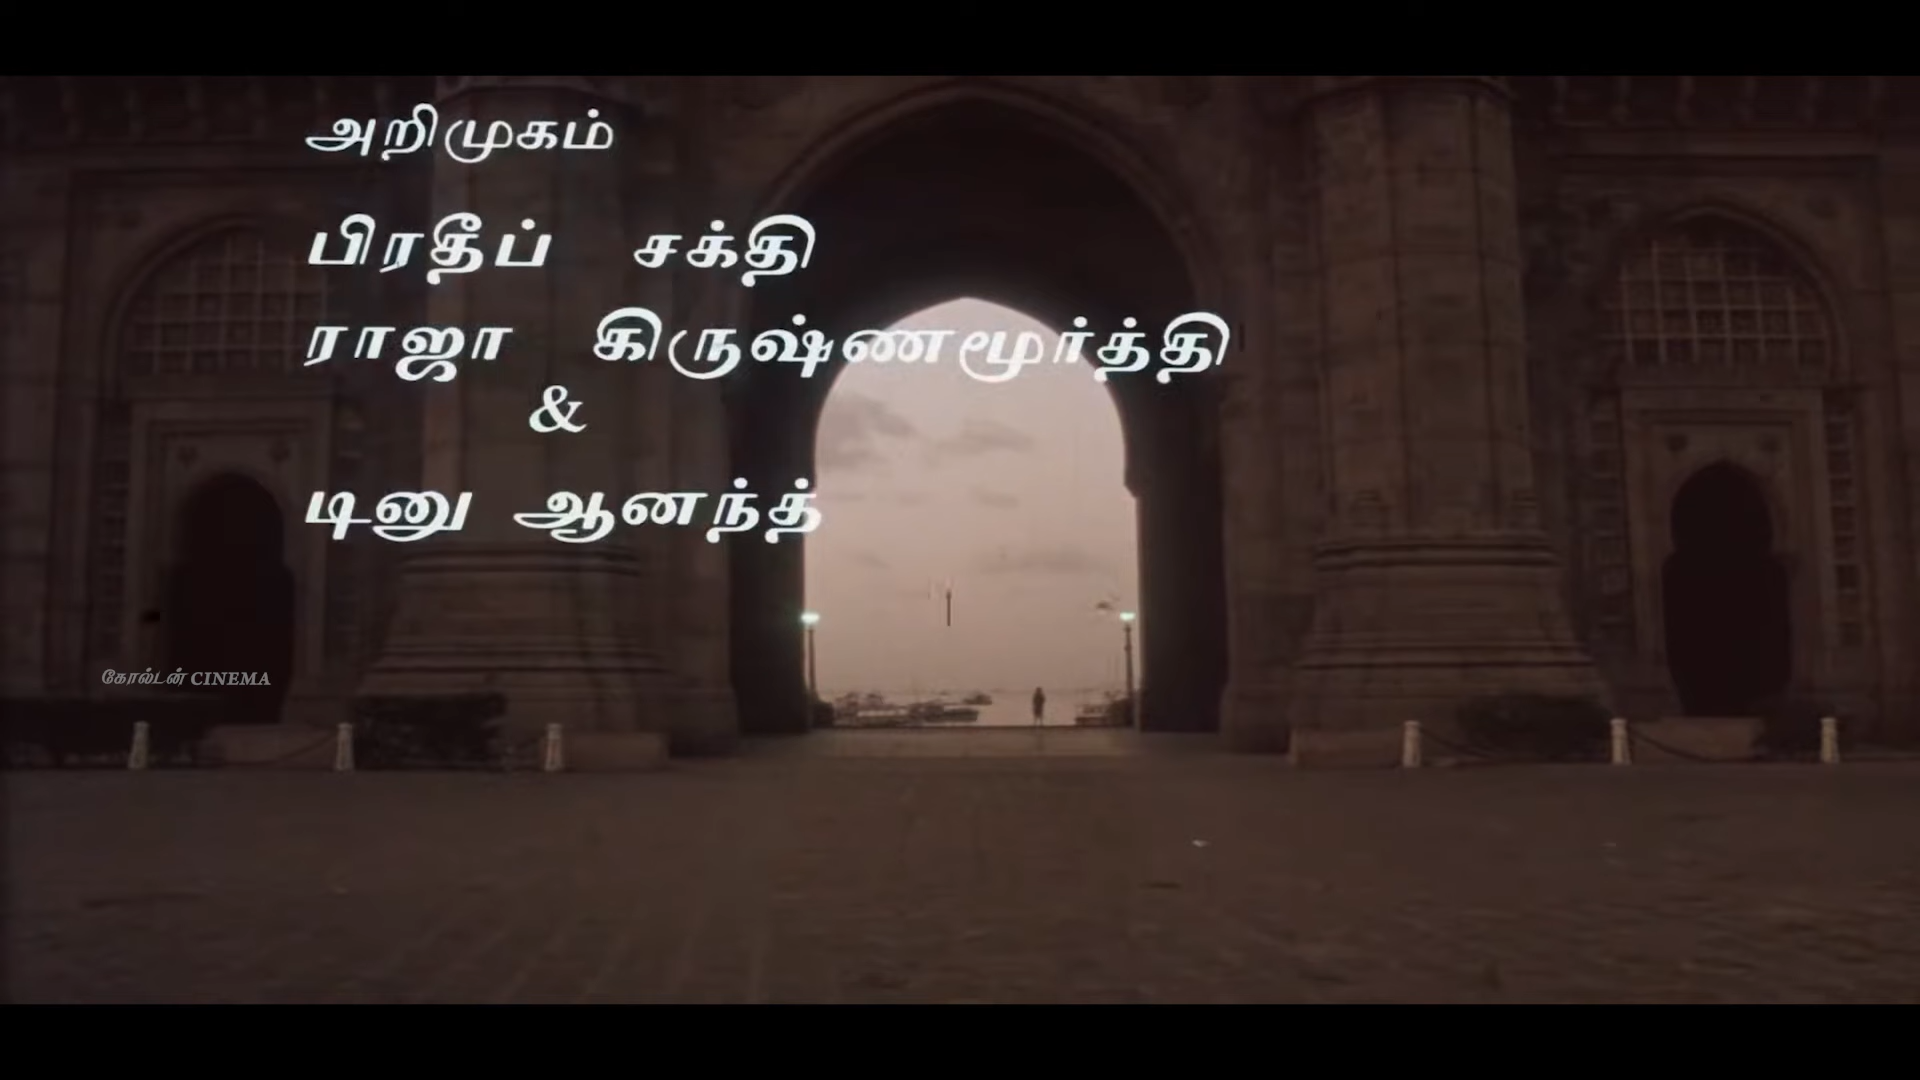 அறிமுகம்
பிரதீப் சக்தி
ராஜா கிருஷ்ணமூர்த்தி
&
டினு ஆனந்த்
கோல்டன் CINEMA